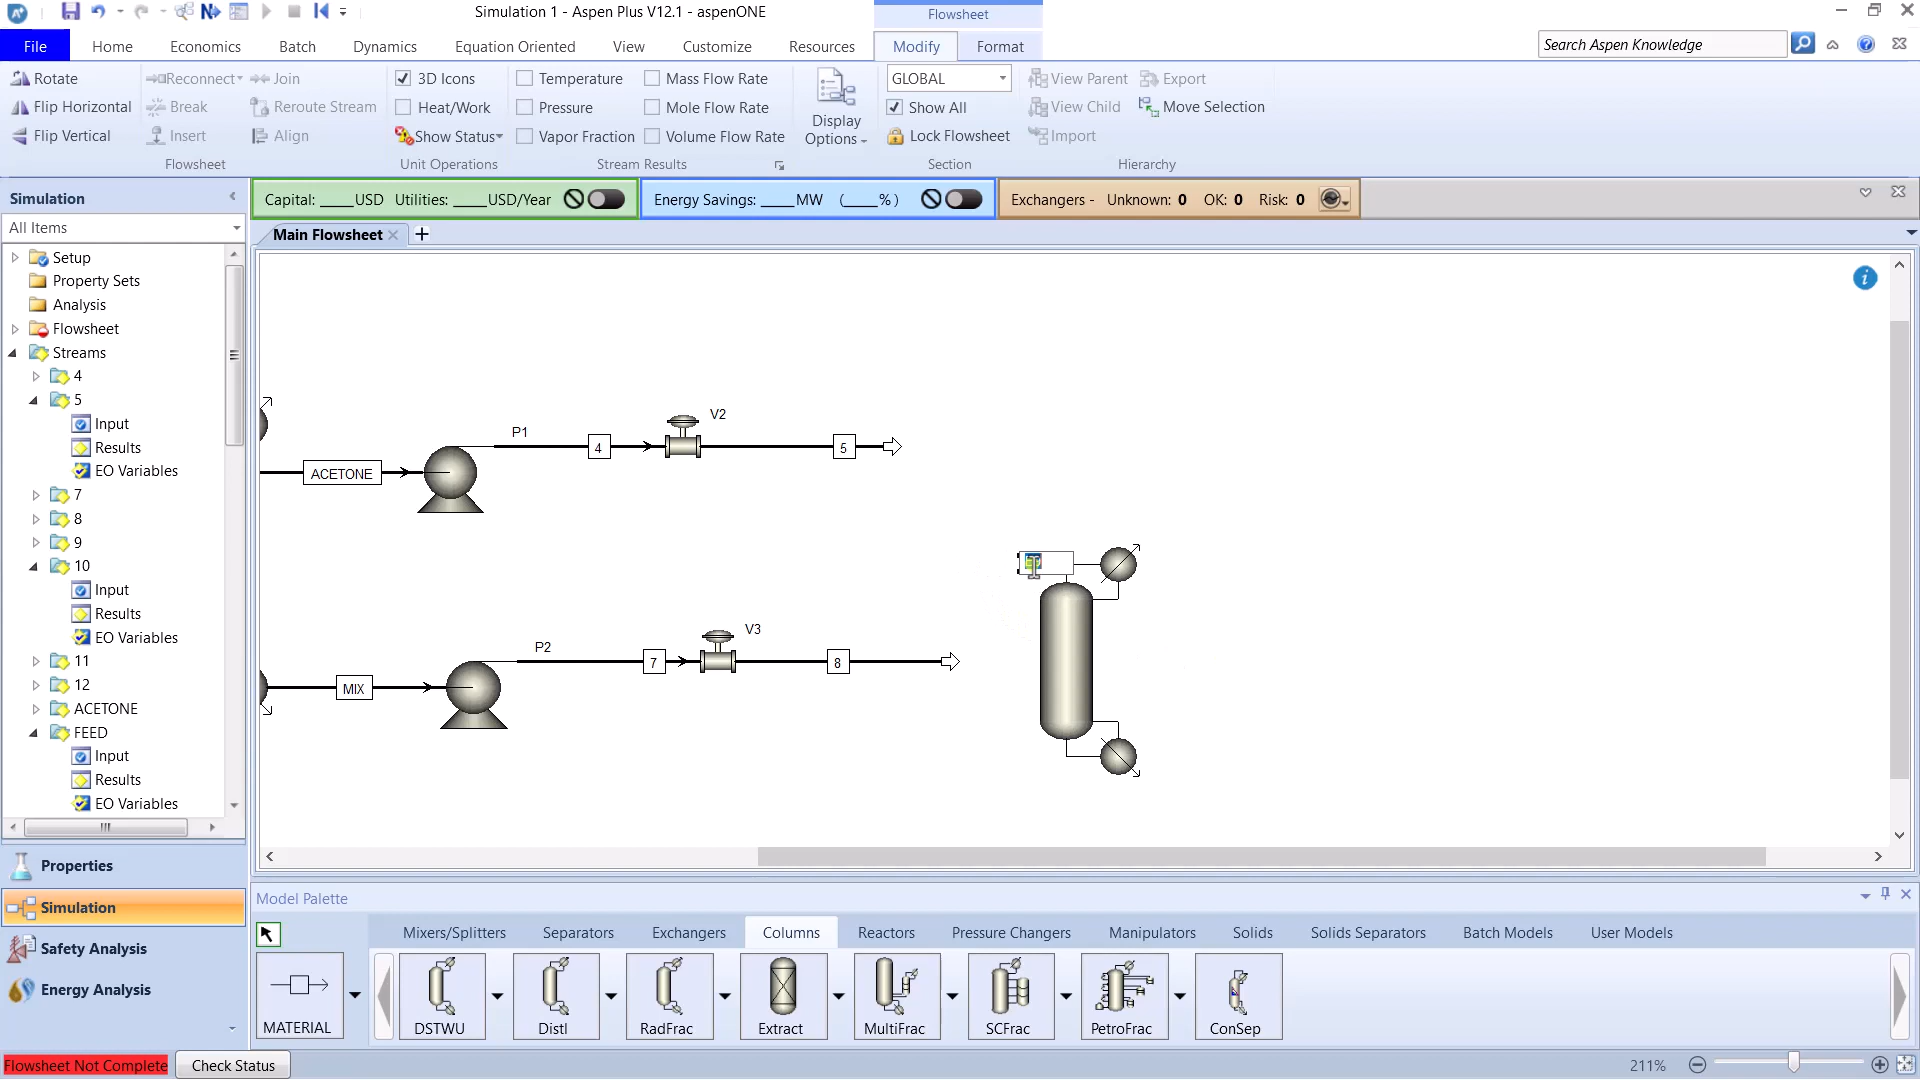 Simulation 1 - Aspen Plus V12.1 - aspenONE
Flowsheet
File
Home
Economics
Batch
Dynamics
Equation Oriented
View
Customize
Resources
Modify
Format
Search Aspen Knowledge
Rotate
Flip Horizontal
Flip Vertical
Reconnect
Break
Insert
Join
Reroute Stream
Align
Flowsheet
3D Icons
Heat/Work
Show Status
Unit Operations
Temperature
Pressure
Vapor Fraction
Mass Flow Rate
Mole Flow Rate
Volume Flow Rate
Stream Results
Display
Options
GLOBAL
Show All
Lock Flowsheet
Section
View Parent
View Child
Import
Export
Move Selection
Hierarchy
Simulation
All Items
Capital: ____USD Utilities: ____USD/Year
Energy Savings: ____MW (____%)
Exchangers - Unknown: 0 OK: 0 Risk: 0
Main Flowsheet
Setup
Property Sets
Analysis
Flowsheet
Streams
4
5
Input
Results
EO Variables
7
8
9
10
Input
Results
EO Variables
11
12
ACETONE
FEED
Input
Results
EO Variables
P1
4
V2
5
ACETONE
P2
7
V3
8
MIX
Properties
Simulation
Safety Analysis
Energy Analysis
Model Palette
Mixers/Splitters
Separators
Exchangers
Columns
Reactors
Pressure Changers
Manipulators
Solids
Solids Separators
Batch Models
User Models
MATERIAL
DSTWU
Distl
RadFrac
Extract
MultiFrac
SCFrac
PetroFrac
ConSep
Flowsheet Not Complete
Check Status
211%